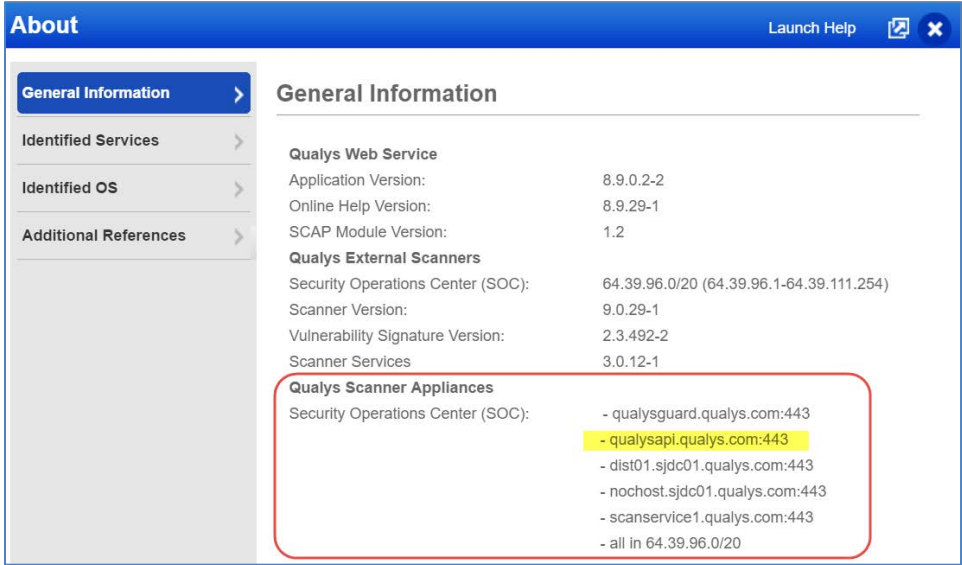 About
Launch Help
General Information
Identified Services
Identified OS
Additional References
General Information
Qualys Web Service
Application Version: 8.9.0.2-2
Online Help Version: 8.9.29-1
SCAP Module Version: 1.2
Qualys External Scanners
Security Operations Center (SOC): 64.39.96.0/20 (64.39.96.1-64.39.111.254)
Scanner Version: 9.0.29-1
Vulnerability Signature Version: 2.3.492-2
Scanner Services 3.0.12-1
Qualys Scanner Appliances
Security Operations Center (SOC): - qualysguard.qualys.com:443
- qualysapi.qualys.com:443
- dist01.sjdc01.qualys.com:443
- nochost.sjdc01.qualys.com:443
- scanservice1.qualys.com:443
- all in 64.39.96.0/20